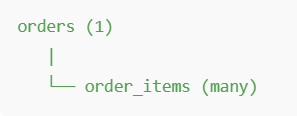 orders (1)
|
└── order_items (many)